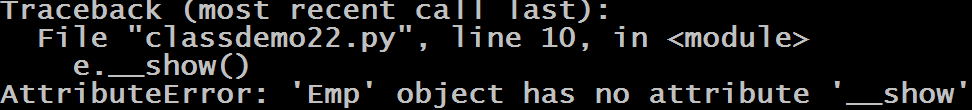 Traceback (most recent call last):
  File "classdemo22.py", line 10, in <module>
    e.__show()
AttributeError: 'Emp' object has no attribute '__show'